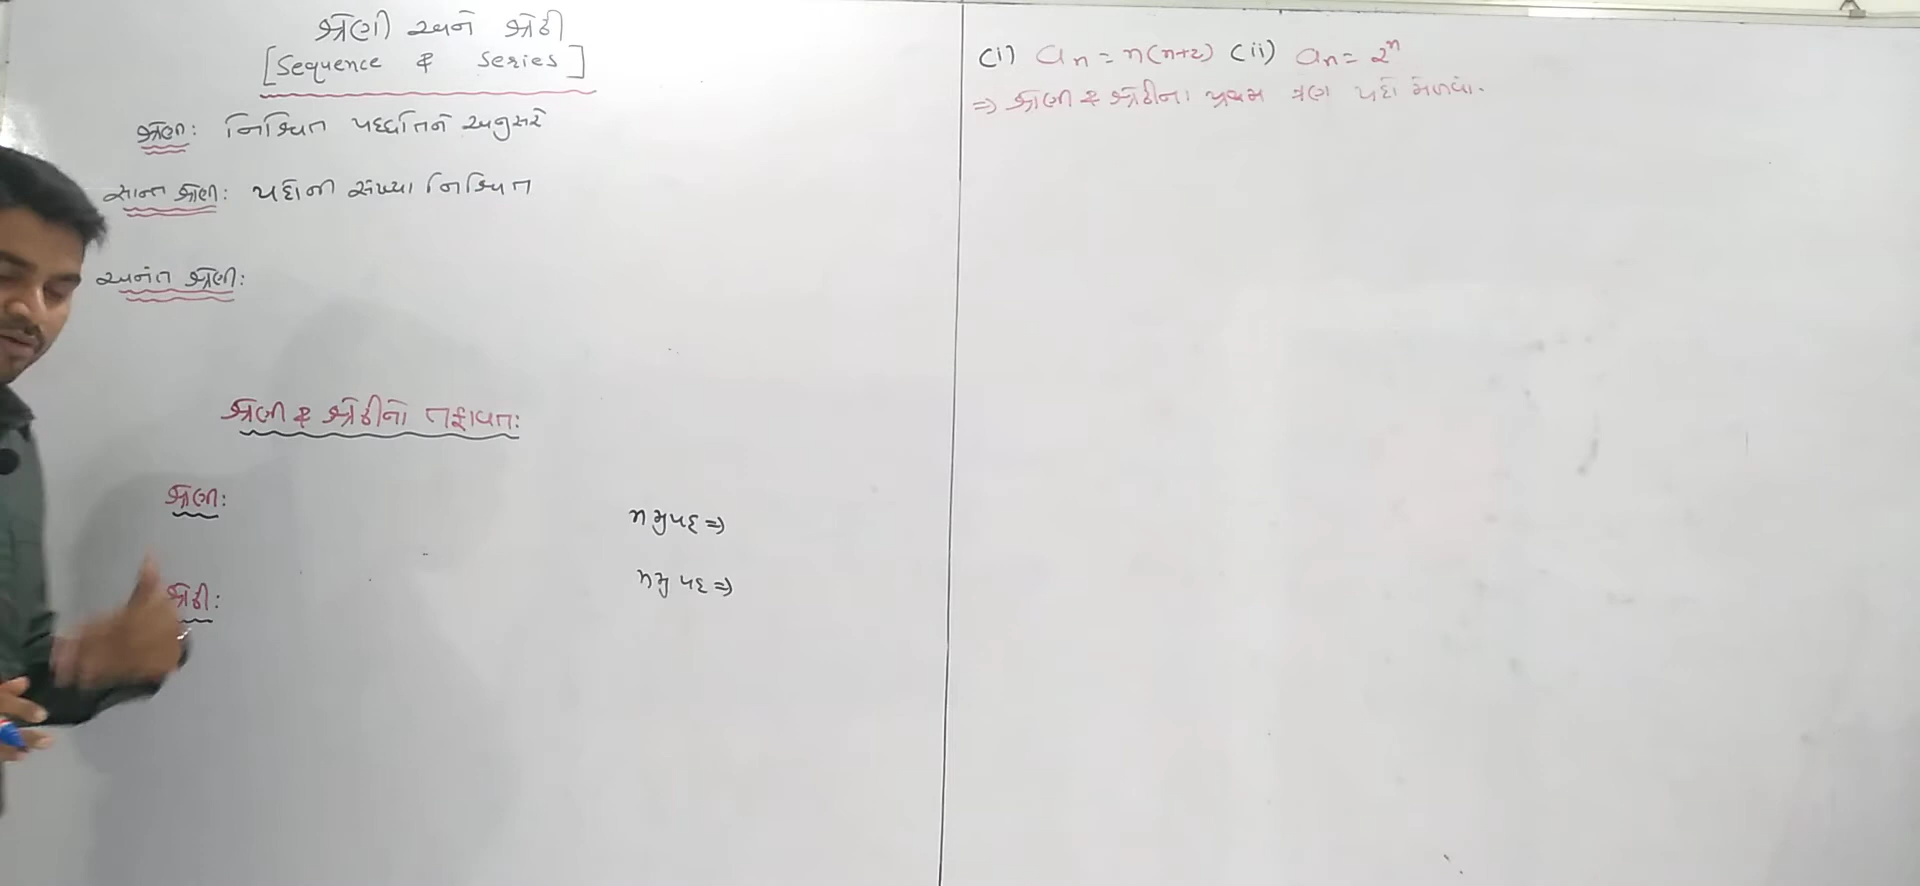 શ્રેણી અને શ્રેઢી
[Sequence & Series]
શ્રેણી: નિશ્ચિત પધ્ધતિને અનુસરે
સાન્ત શ્રેણી: પદોની સંખ્યા નિશ્ચિત
અનંત શ્રેણી:
શ્રેણી & શ્રેઢીનો તફાવત:
શ્રેણી:
n મુ પદ ⇒
શ્રેઢી:
n મુ પદ ⇒
(i) an = n(n+2) (ii) an = 2ⁿ
⇒ શ્રેણી & શ્રેઢીના પ્રથમ ત્રણ પદો મેળવો.